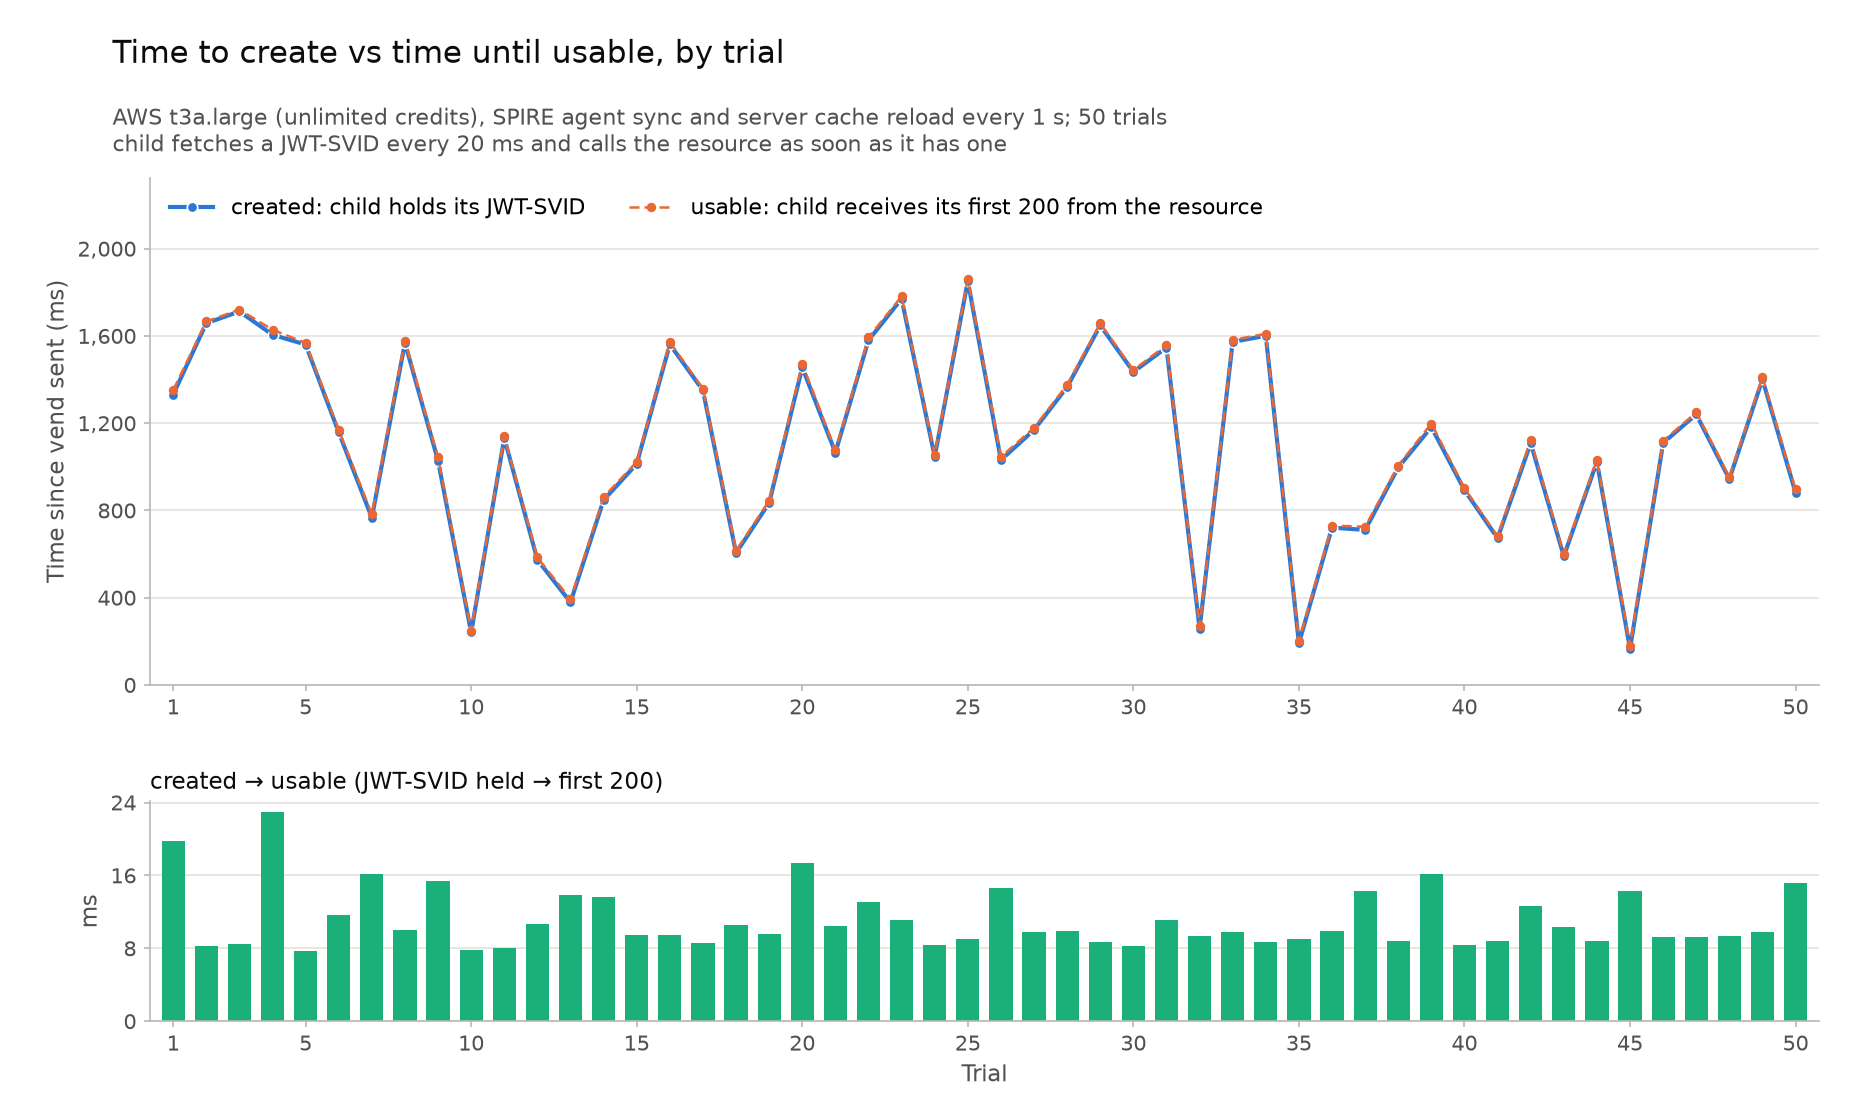 Time to create vs time until usable, by trial
AWS t3a.large (unlimited credits), SPIRE agent sync and server cache reload every 1 s; 50 trials
child fetches a JWT-SVID every 20 ms and calls the resource as soon as it has one
created: child holds its JWT-SVID
usable: child receives its first 200 from the resource
Time since vend sent (ms)
2,000
1,600
1,200
800
400
0
1 5 10 15 20 25 30 35 40 45 50
created → usable (JWT-SVID held → first 200)
ms
24
16
8
0
1 5 10 15 20 25 30 35 40 45 50
Trial